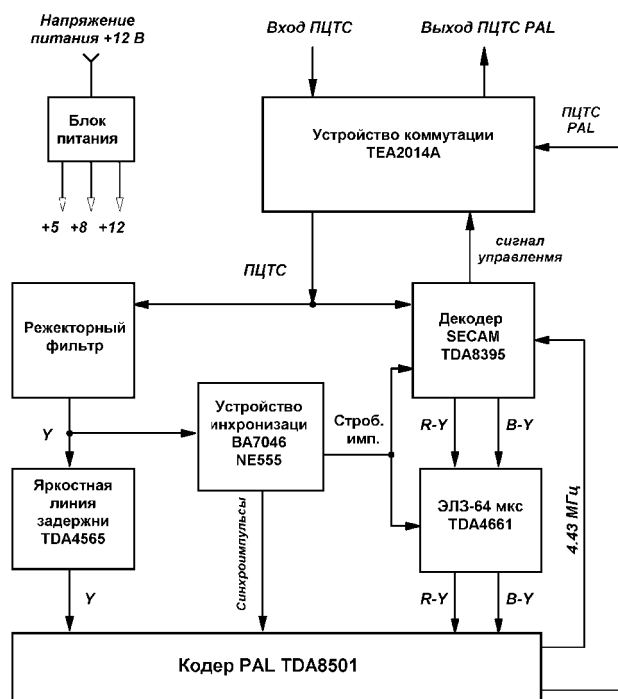 Напряжение
питания +12 В
Вход ПЦТС
Выход ПЦТС PAL
Блок
питания
Устройство коммутации
TEA2014A
ПЦТС
PAL
+5 +8 +12
сигнал
управленмя
ПЦТС
Режекторный
фильтр
Декодер
SECAM
TDA8395
Y
Устройство
инхронизаци
BA7046
NE555
Строб.
имп.
R-Y
B-Y
Яркостная
линия
задержни
TDA4565
ЭЛЗ-64 мкс
TDA4661
4.43 МГц
Синхроимпульсы
Y
R-Y
B-Y
Кодер PAL TDA8501